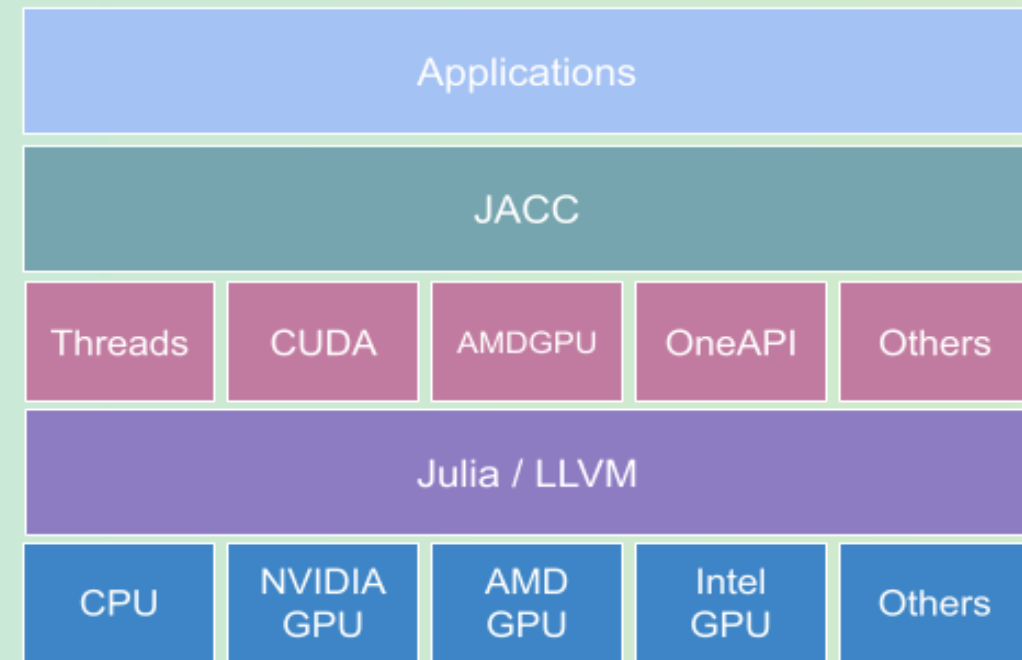 Applications
JACC
Threads
CUDA
AMDGPU
OneAPI
Others
Julia / LLVM
CPU
NVIDIA
GPU
AMD
GPU
Intel
GPU
Others